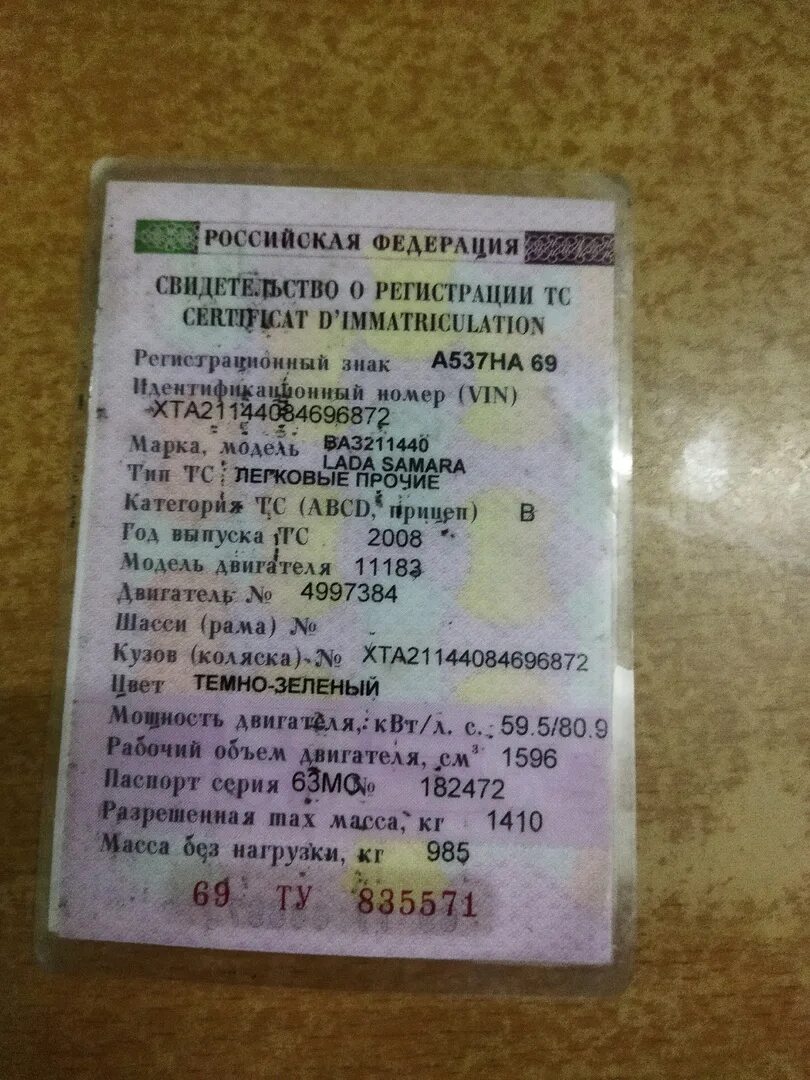 РОССИЙСКАЯ ФЕДЕРАЦИЯ
СВИДЕТЕЛЬСТВО О РЕГИСТРАЦИИ ТС
CERTIFICAT D'IMMATRICULATION
Регистрационный знак А537НА 69
Идентификационный номер (VIN)
ХТА21144084696872
Марка, модель ВАЗ211440
LADA SAMARA
Тип ТС ЛЕГКОВЫЕ ПРОЧИЕ
Категория ТС (ABCD, прицеп) В
Год выпуска ТС 2008
Модель двигателя 11183
Двигатель № 4997384
Шасси (рама) №
Кузов (коляска) № ХТА21144084696872
Цвет ТЕМНО-ЗЕЛЕНЫЙ
Мощность двигателя, кВт/л. с. 59.5/80.9
Рабочий объем двигателя, см³ 1596
Паспорт серия 63МО № 182472
Разрешенная max масса, кг 1410
Масса без нагрузки, кг 985
69 ТУ 835571